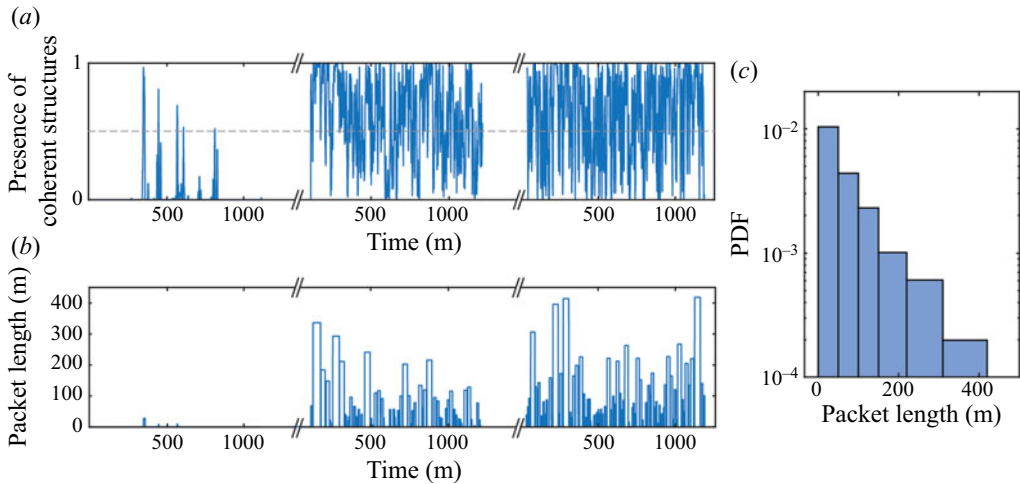 (a)
Presence of
coherent structures
1
0
500 1000 500 1000 500 1000
Time (m)
(b)
Packet length (m)
400
300
200
100
0
500 1000 500 1000 500 1000
Time (m)
(c)
PDF
10⁻²
10⁻³
10⁻⁴
0 200 400
Packet length (m)